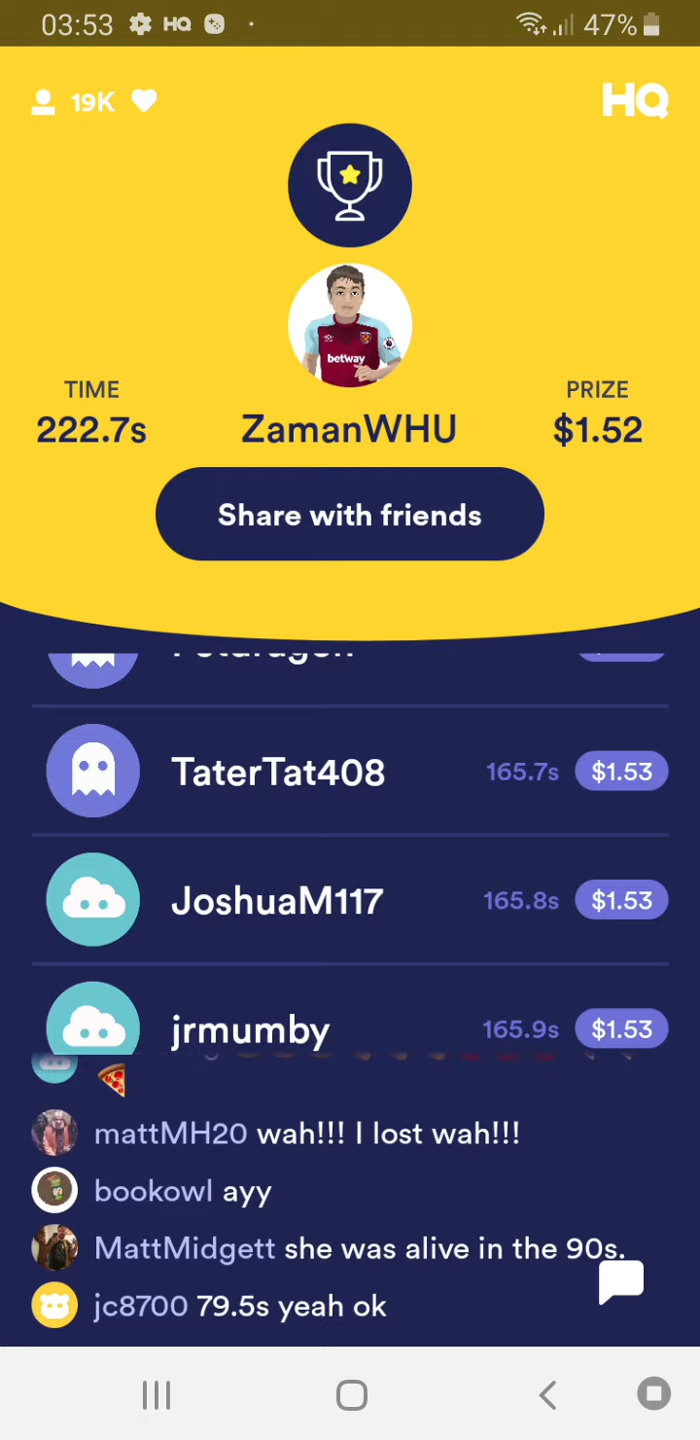 03:53 HQ 47%
19K HQ
betway
TIME PRIZE
222.7s ZamanWHU $1.52
Share with friends
TaterTat408 165.7s $1.53
JoshuaM117 165.8s $1.53
jrmumby 165.9s $1.53
mattMH20 wah!!! I lost wah!!!
bookowl ayy
MattMidgett she was alive in the 90s.
jc8700 79.5s yeah ok